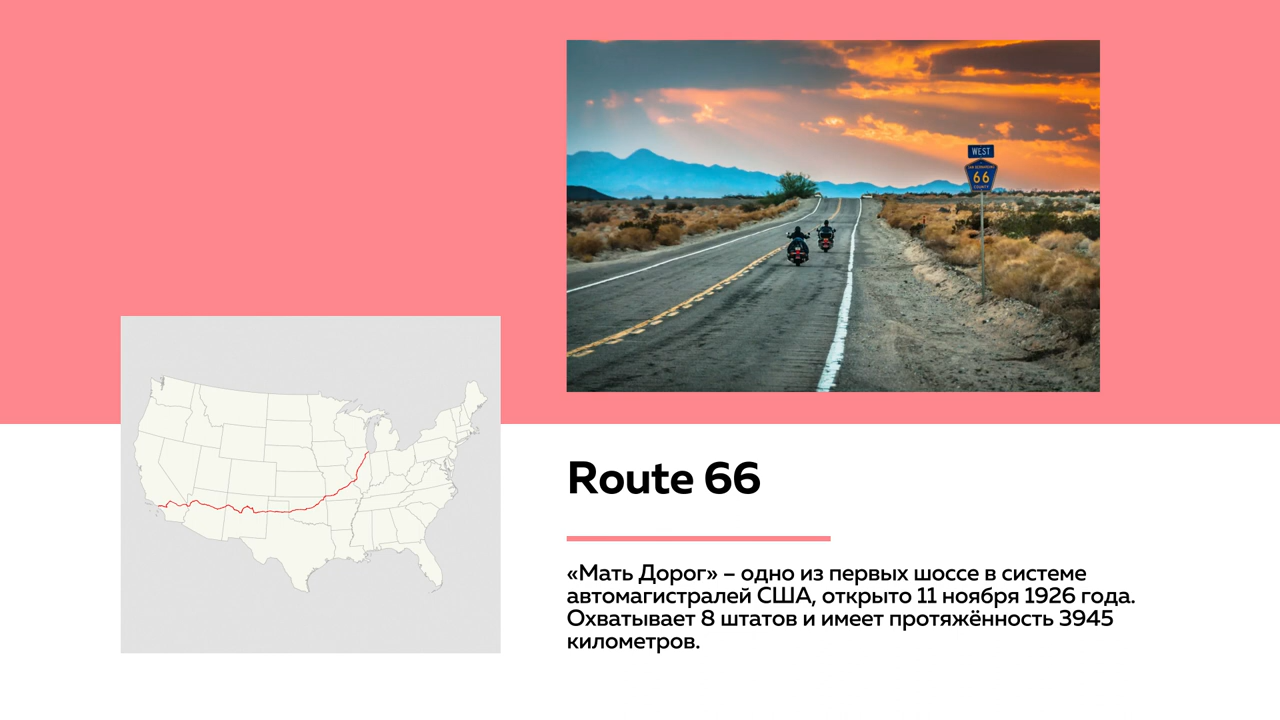 WEST
66
COUNTY
Route 66
«Мать Дорог» – одно из первых шоссе в системе
автомагистралей США, открыто 11 ноября 1926 года.
Охватывает 8 штатов и имеет протяжённость 3945
километров.